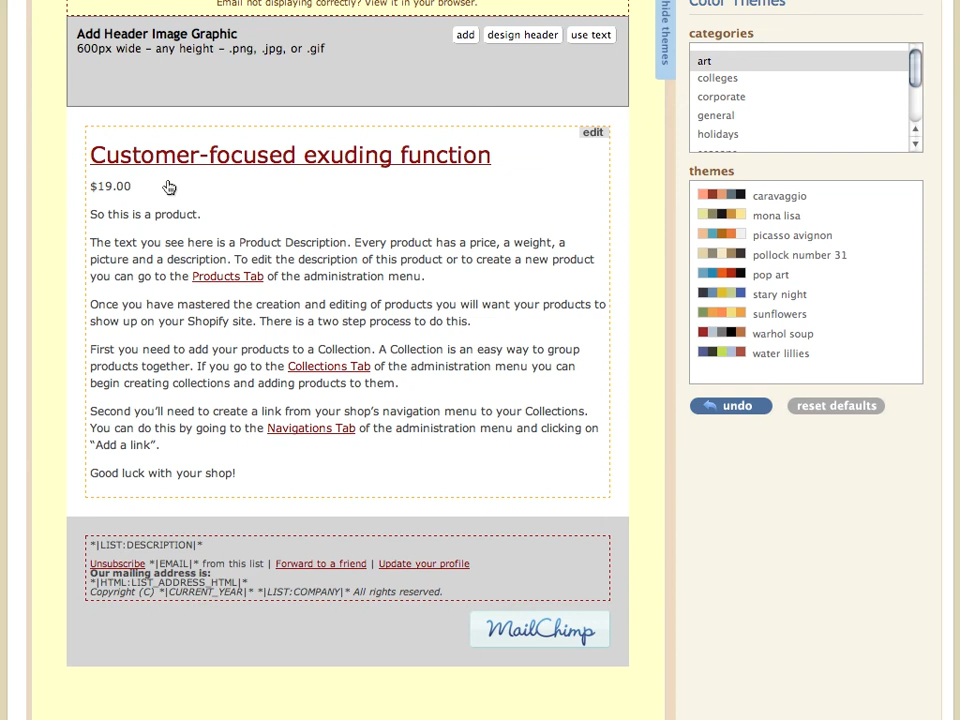 Email not displaying correctly? View it in your browser.
Add Header Image Graphic
600px wide – any height – .png, .jpg, or .gif
add
design header
use text
edit
Customer-focused exuding function
$19.00
So this is a product.
The text you see here is a Product Description. Every product has a price, a weight, a
picture and a description. To edit the description of this product or to create a new product
you can go to the Products Tab of the administration menu.
Once you have mastered the creation and editing of products you will want your products to
show up on your Shopify site. There is a two step process to do this.
First you need to add your products to a Collection. A Collection is an easy way to group
products together. If you go to the Collections Tab of the administration menu you can
begin creating collections and adding products to them.
Second you'll need to create a link from your shop's navigation menu to your Collections.
You can do this by going to the Navigations Tab of the administration menu and clicking on
“Add a link”.
Good luck with your shop!
*|LIST:DESCRIPTION|*
Unsubscribe *|EMAIL|* from this list | Forward to a friend | Update your profile
Our mailing address is:
*|HTML:LIST_ADDRESS_HTML|*
Copyright (C) *|CURRENT_YEAR|* *|LIST:COMPANY|* All rights reserved.
MailChimp
hide themes
Color Themes
categories
art
colleges
corporate
general
holidays
themes
caravaggio
mona lisa
picasso avignon
pollock number 31
pop art
stary night
sunflowers
warhol soup
water lillies
undo
reset defaults